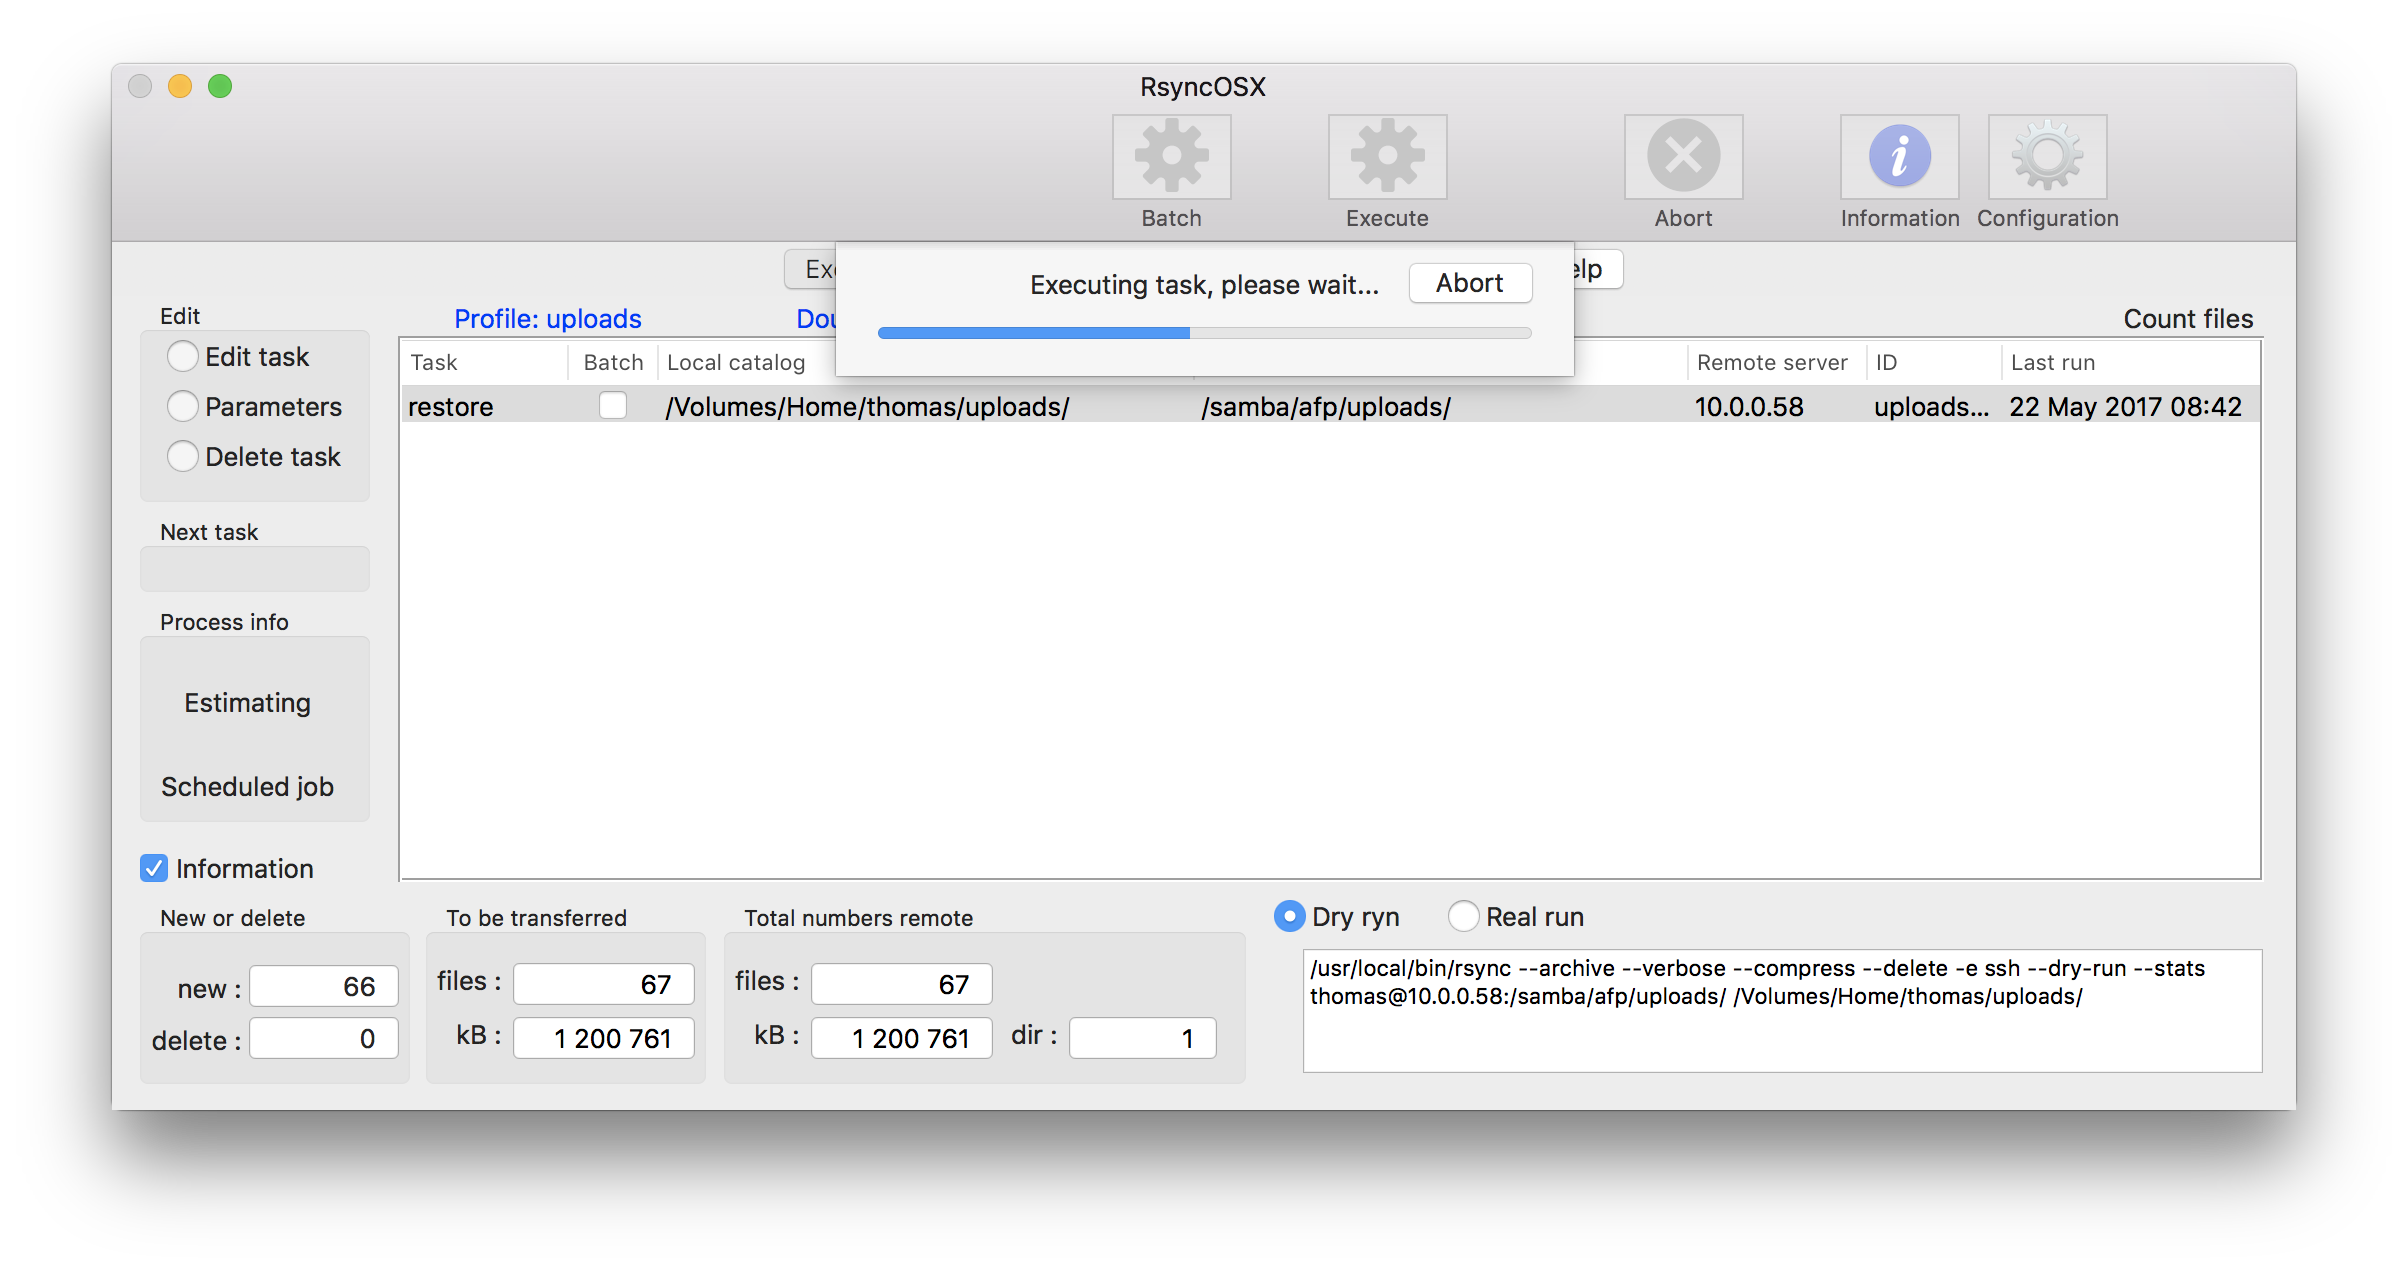 RsyncOSX
Batch
Execute
Abort
Information
Configuration
Executing task, please wait...
Abort
Edit
Profile: uploads
Count files
Edit task
Parameters
Delete task
Task Batch Local catalog Remote server ID Last run
restore /Volumes/Home/thomas/uploads/ /samba/afp/uploads/ 10.0.0.58 uploads... 22 May 2017 08:42
Next task
Process info
Estimating
Scheduled job
Information
New or delete
new : 66
delete : 0
To be transferred
files : 67
kB : 1 200 761
Total numbers remote
files : 67
kB : 1 200 761 dir : 1
Dry ryn Real run
/usr/local/bin/rsync --archive --verbose --compress --delete -e ssh --dry-run --stats
thomas@10.0.0.58:/samba/afp/uploads/ /Volumes/Home/thomas/uploads/